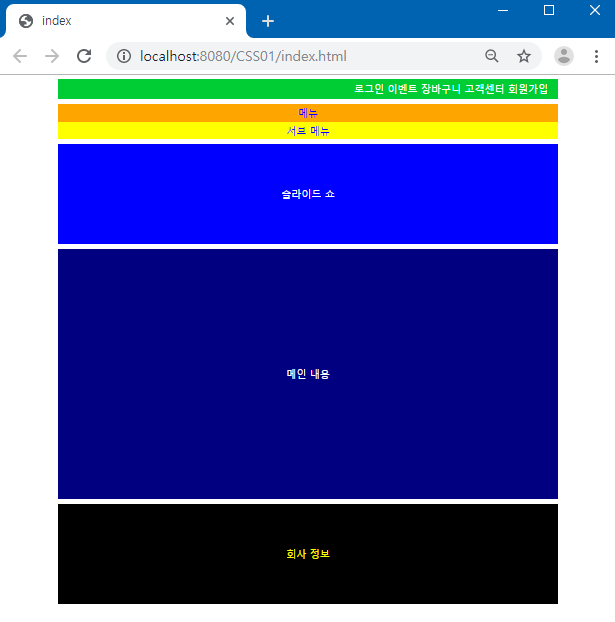 index
localhost:8080/CSS01/index.html
로그인 이벤트 장바구니 고객센터 회원가입
메뉴
서브 메뉴
슬라이드 쇼
메인 내용
회사 정보